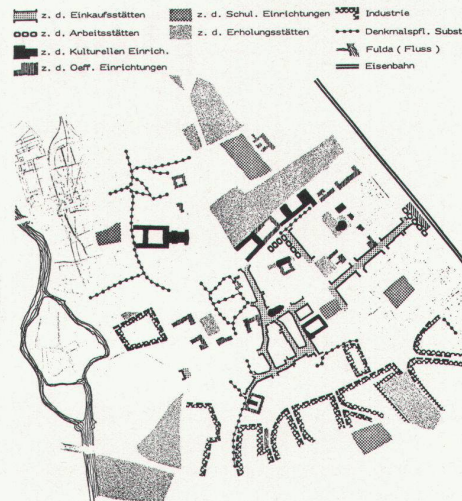 z. d. Einkaufsstätten
z. d. Arbeitsstätten
z. d. Kulturellen Einrich.
z. d. Oeff. Einrichtungen
z. d. Schul. Einrichtungen
z. d. Erholungsstätten
Industrie
Denkmalspfl. Subst
Fulda ( Fluss )
Eisenbahn